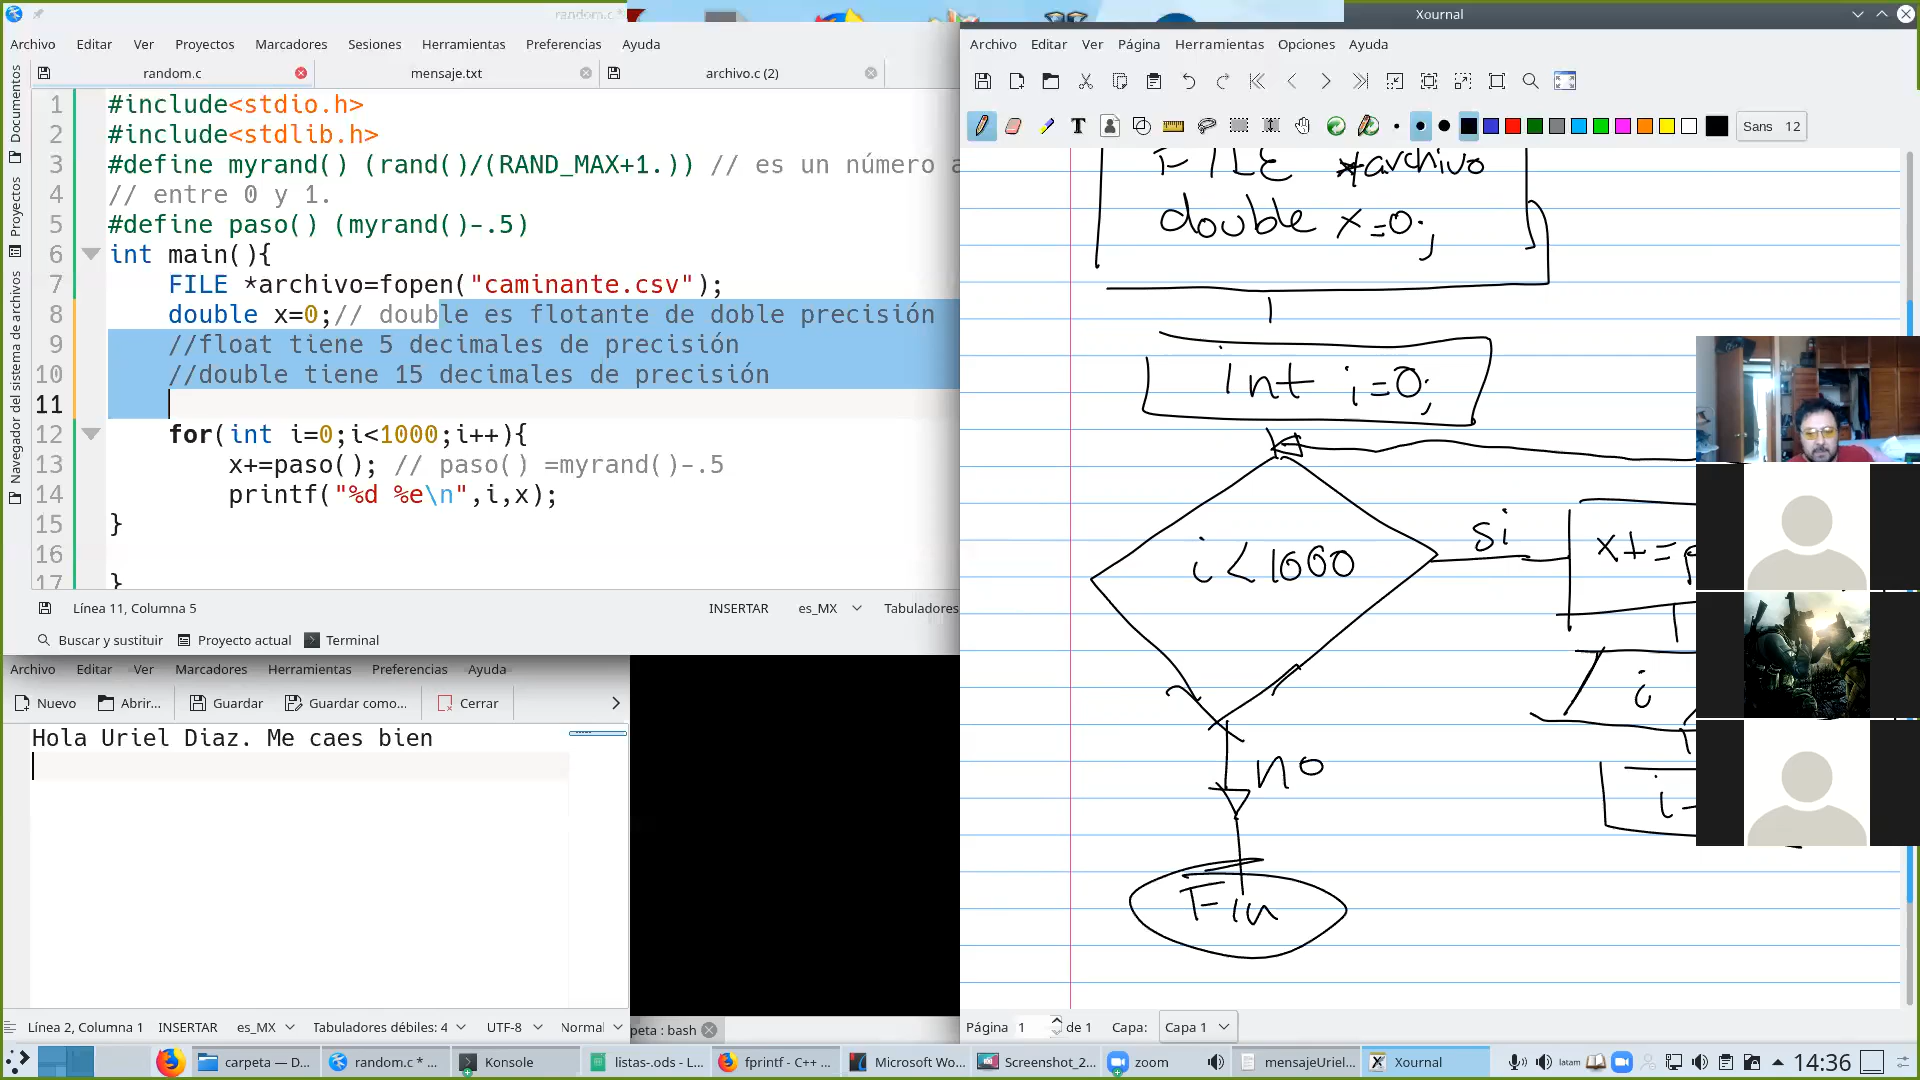 random.c *
Xournal
Archivo Editar Ver Proyectos Marcadores Sesiones Herramientas Preferencias Ayuda
random.c mensaje.txt archivo.c (2)
Documentos
Proyectos
Navegador del sistema de archivos
1 #include<stdio.h>
2 #include<stdlib.h>
3 #define myrand() (rand()/(RAND_MAX+1.)) // es un número a
4 // entre 0 y 1.
5 #define paso() (myrand()-.5)
6 int main(){
7 FILE *archivo=fopen("caminante.csv");
8 double x=0;// double es flotante de doble precisión
9 //float tiene 5 decimales de precisión
10 //double tiene 15 decimales de precisión
11
12 for(int i=0;i<1000;i++){
13 x+=paso(); // paso() =myrand()-.5
14 printf("%d %e\n",i,x);
15 }
16
17 }
Línea 11, Columna 5 INSERTAR es_MX Tabuladores
Buscar y sustituir Proyecto actual Terminal
Archivo Editar Ver Marcadores Herramientas Preferencias Ayuda
Nuevo Abrir... Guardar Guardar como... Cerrar
Hola Uriel Diaz. Me caes bien
Línea 2, Columna 1 INSERTAR es_MX Tabuladores débiles: 4 UTF-8 Normal
peta : bash
Archivo Editar Ver Página Herramientas Opciones Ayuda
Sans 12
FILE *archivo
double x=0;
int i=0;
i<1000
si
x+=p
i
no
i-
Fin
Página 1 de 1 Capa: Capa 1
carpeta — D... random.c * ... Konsole listas-.ods - L... fprintf - C++ ... Microsoft Wo... Screenshot_2... zoom mensajeUriel... Xournal latam 14:36